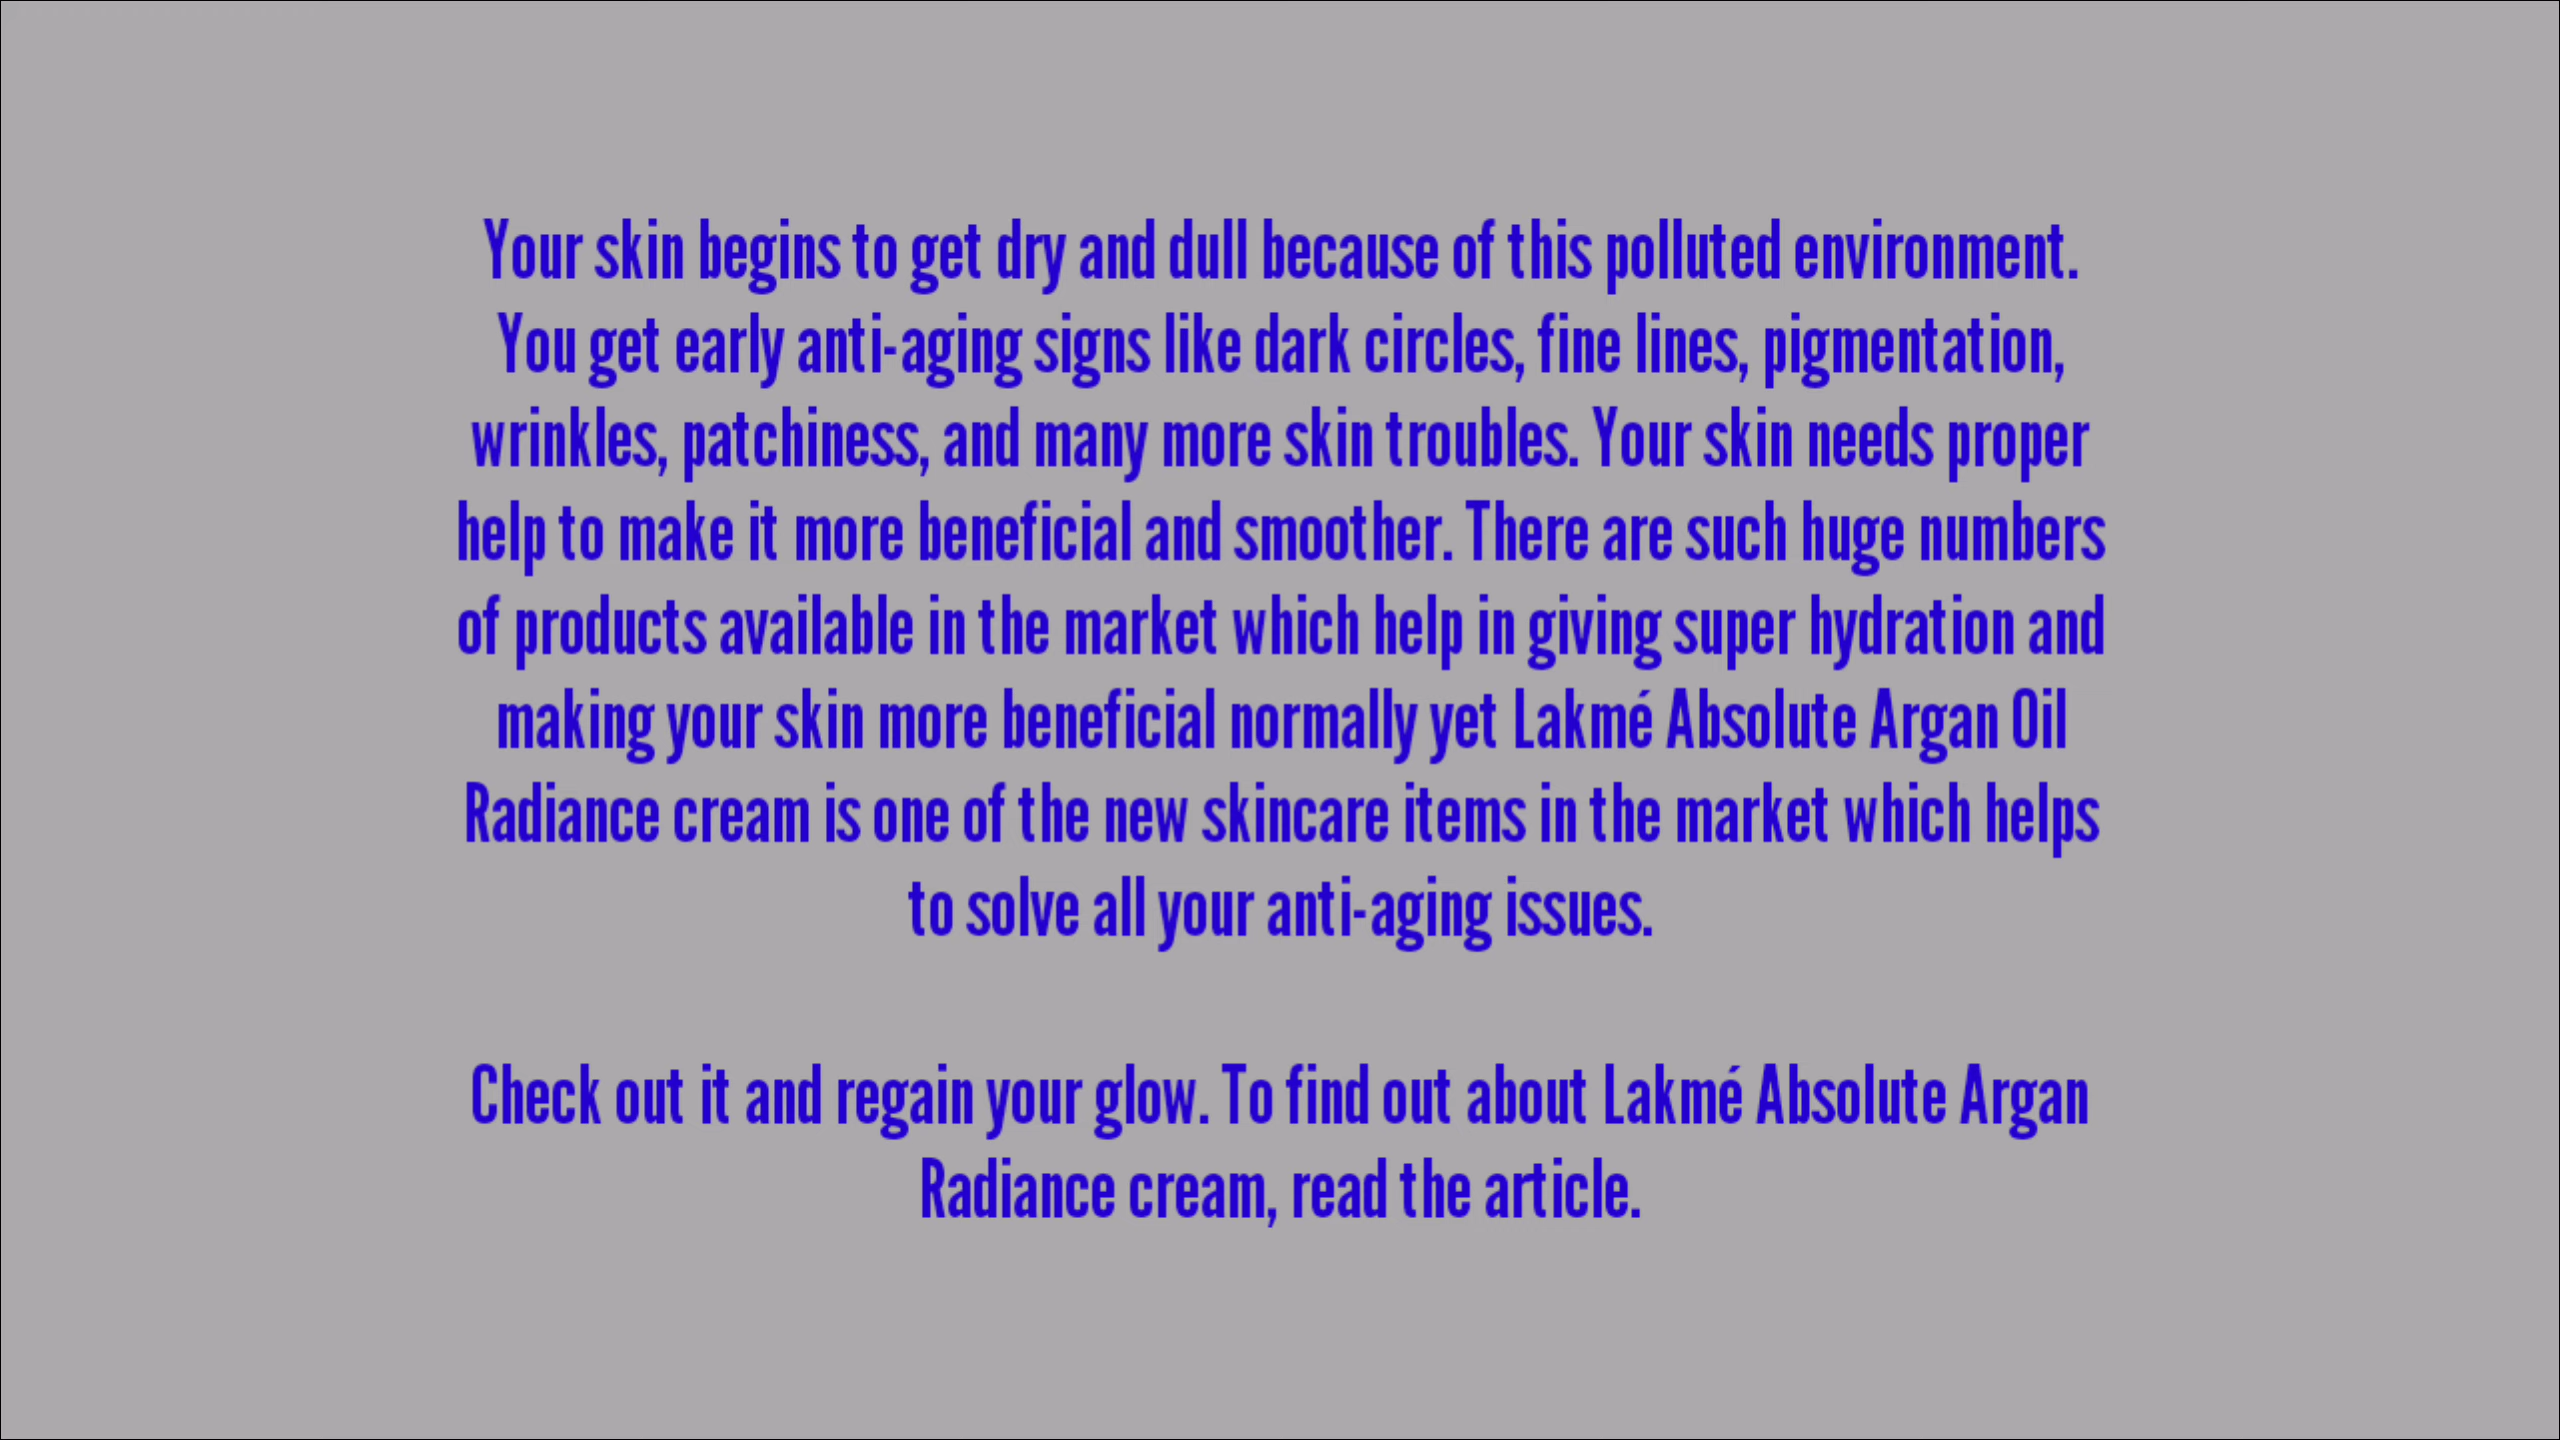 Your skin begins to get dry and dull because of this polluted environment.
You get early anti-aging signs like dark circles, fine lines, pigmentation,
wrinkles, patchiness, and many more skin troubles. Your skin needs proper
help to make it more beneficial and smoother. There are such huge numbers
of products available in the market which help in giving super hydration and
making your skin more beneficial normally yet Lakmé Absolute Argan Oil
Radiance cream is one of the new skincare items in the market which helps
to solve all your anti-aging issues.
Check out it and regain your glow. To find out about Lakmé Absolute Argan
Radiance cream, read the article.